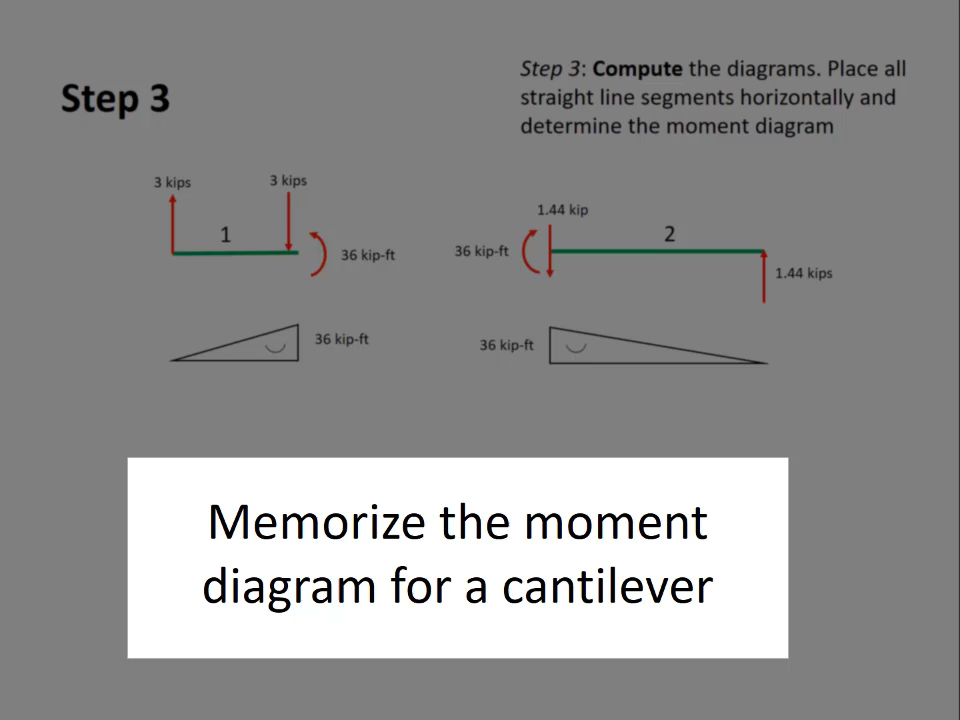 Step 3
Step 3: Compute the diagrams. Place all
straight line segments horizontally and
determine the moment diagram
3 kips
3 kips
1
36 kip-ft
36 kip-ft
1.44 kip
2
36 kip-ft
1.44 kips
36 kip-ft
Memorize the moment
diagram for a cantilever